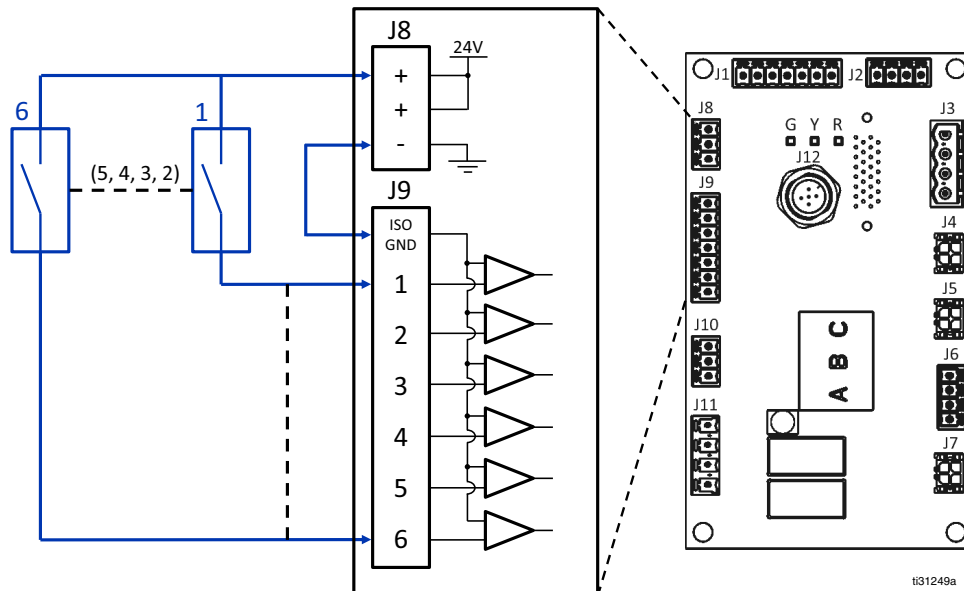 J8
24V
+
+
-
6
1
(5, 4, 3, 2)
J9
ISO
GND
1
2
3
4
5
6
J1
J2
J8
J3
G Y R
J12
J9
J4
J5
J10
J6
A B C
J11
J7
ti31249a